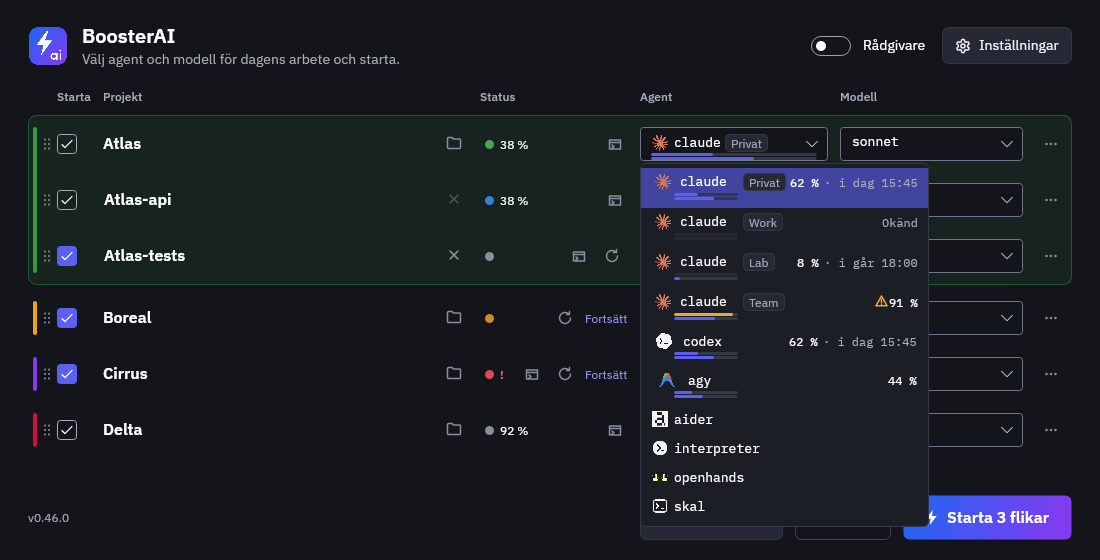 ai
BoosterAI
Välj agent och modell för dagens arbete och starta.
Rådgivare
Inställningar
Starta Projekt Status Agent Modell
Atlas 38 % claude Privat sonnet
claude Privat 62 % · i dag 15:45
Atlas-api 38 %
claude Work Okänd
Atlas-tests
claude Lab 8 % · i går 18:00
claude Team 91 %
Boreal Fortsätt
codex 62 % · i dag 15:45
Cirrus ! Fortsätt
agy 44 %
aider
Delta 92 %
interpreter
openhands
skal
v0.46.0
Starta 3 flikar